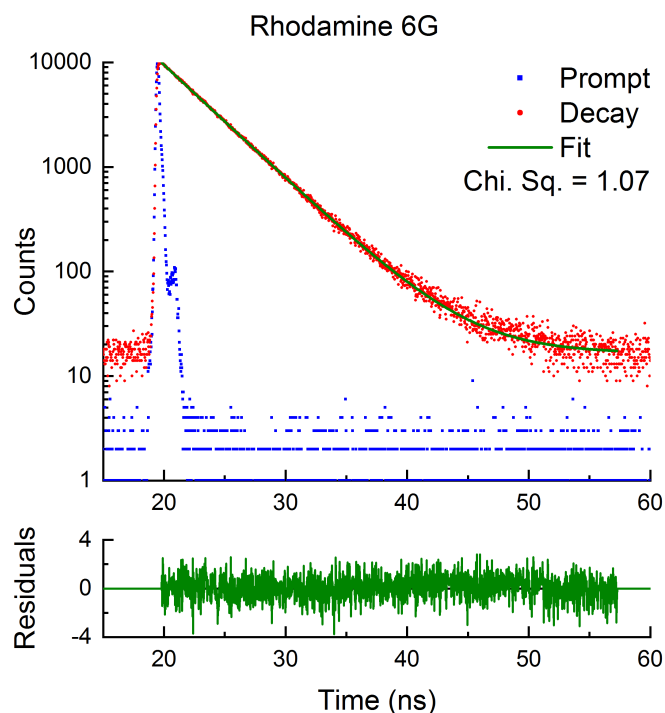 Rhodamine 6G
10000
1000
100
10
1
Counts
Prompt
Decay
Fit
Chi. Sq. = 1.07
20 30 40 50 60
4
0
-4
Residuals
20 30 40 50 60
Time (ns)